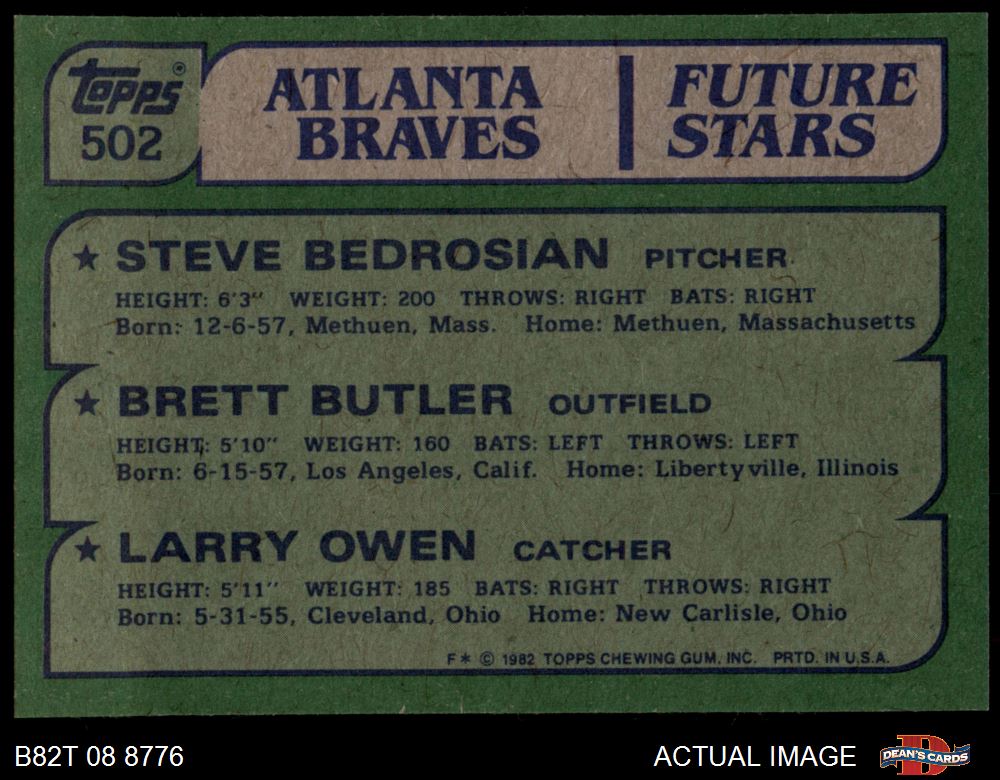 Topps®
502
ATLANTA BRAVES
FUTURE STARS
★ STEVE BEDROSIAN PITCHER
HEIGHT: 6'3" WEIGHT: 200 THROWS: RIGHT BATS: RIGHT
Born: 12-6-57, Methuen, Mass. Home: Methuen, Massachusetts
★ BRETT BUTLER OUTFIELD
HEIGHT: 5'10" WEIGHT: 160 BATS: LEFT THROWS: LEFT
Born: 6-15-57, Los Angeles, Calif. Home: Libertyville, Illinois
★ LARRY OWEN CATCHER
HEIGHT: 5'11" WEIGHT: 185 BATS: RIGHT THROWS: RIGHT
Born: 5-31-55, Cleveland, Ohio Home: New Carlisle, Ohio
F* © 1982 TOPPS CHEWING GUM, INC. PRTD. IN U.S.A.
B82T 08 8776
ACTUAL IMAGE
D
DEAN'S CARDS